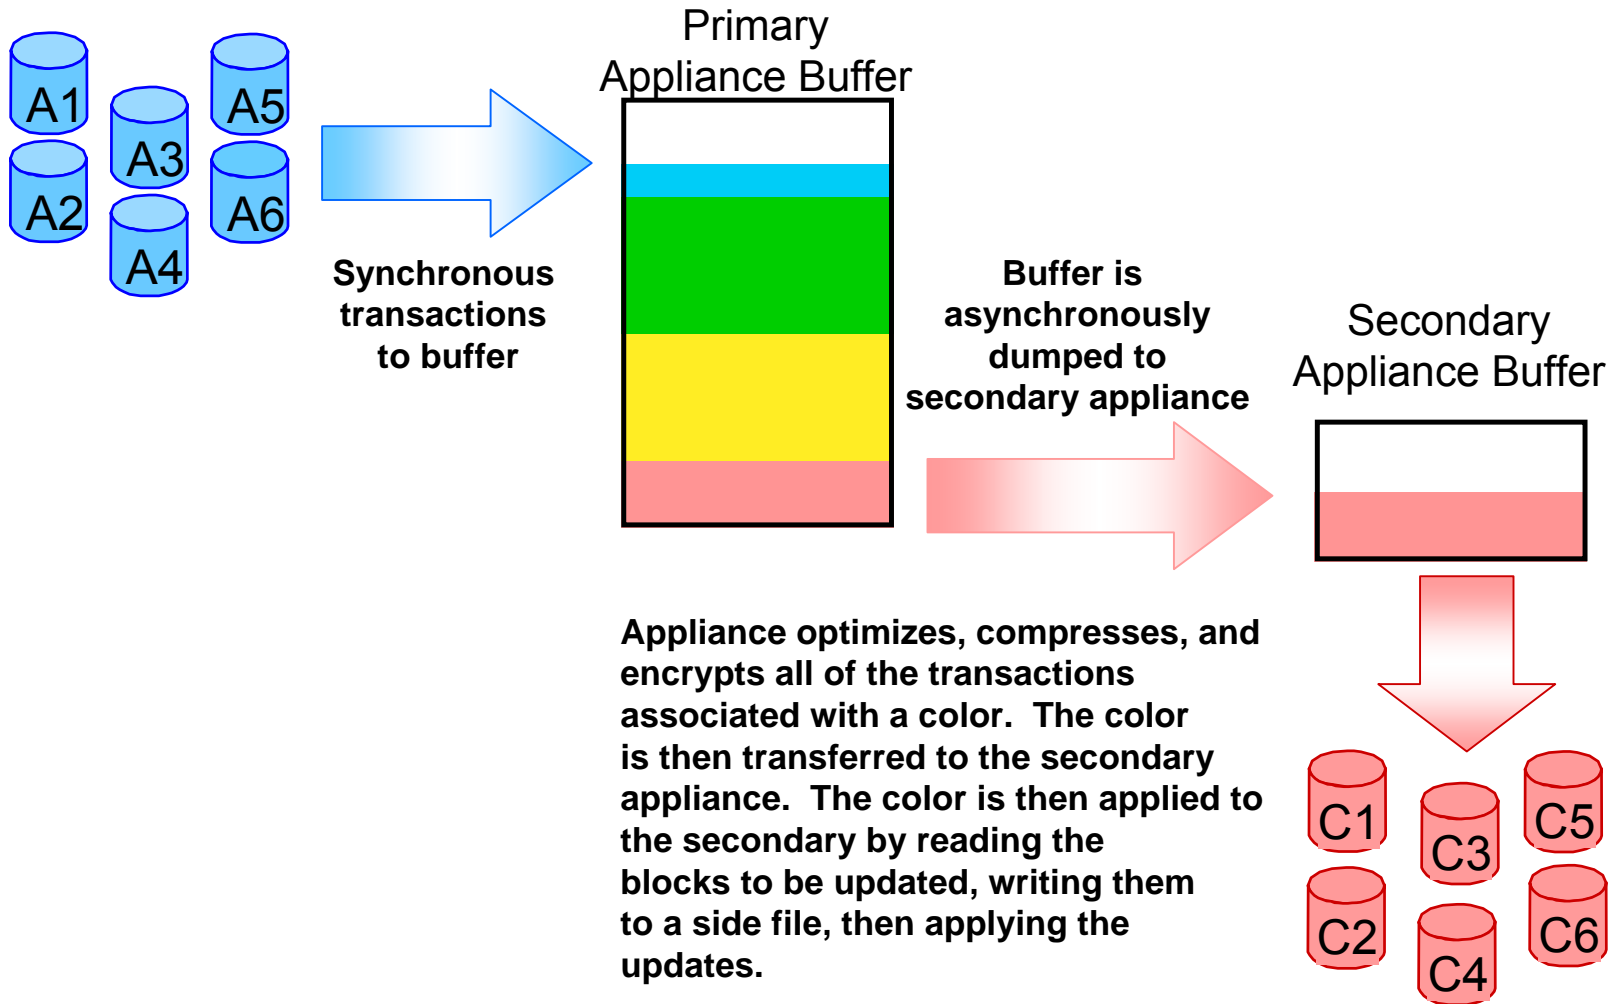 A1
A2
A3
A4
A5
A6
Synchronous
transactions
to buffer
Primary
Appliance Buffer
Buffer is
asynchronously
dumped to
secondary appliance
Secondary
Appliance Buffer
Appliance optimizes, compresses, and
encrypts all of the transactions
associated with a color.  The color
is then transferred to the secondary
appliance.  The color is then applied to
the secondary by reading the
blocks to be updated, writing them
to a side file, then applying the
updates.
C1
C2
C3
C4
C5
C6